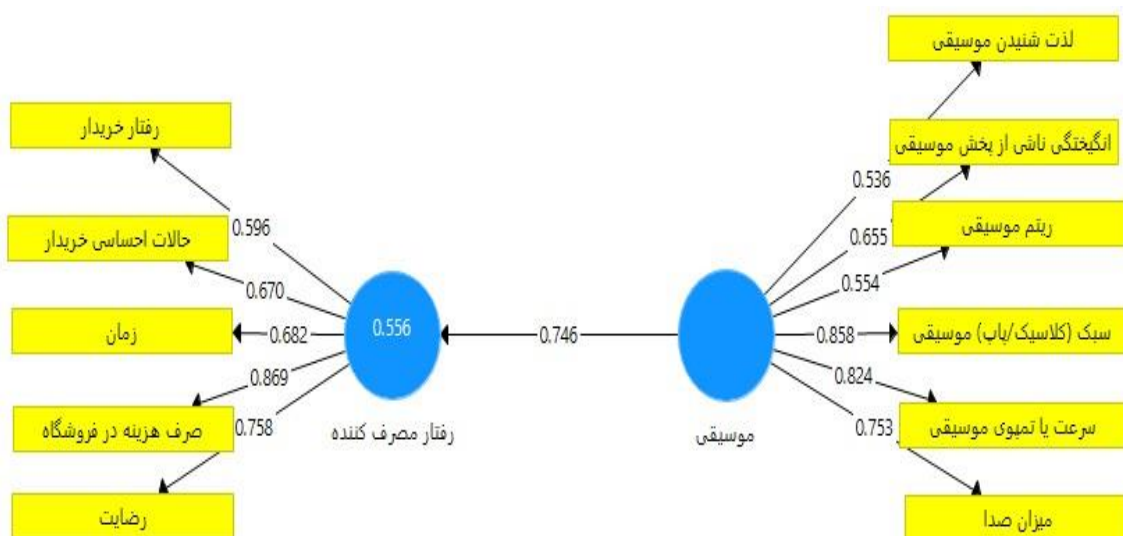 لذت شنیدن موسیقی
انگیختگی ناشی از پخش موسیقی
ریتم موسیقی
سبک (کلاسیک/پاپ) موسیقی
سرعت یا تمپوی موسیقی
میزان صدا
0.536
0.655
0.554
0.858
0.824
0.753
موسیقی
0.746
0.556
رفتار مصرف کننده
0.596
0.670
0.682
0.869
0.758
رفتار خریدار
حالات احساسی خریدار
زمان
صرف هزینه در فروشگاه
رضایت